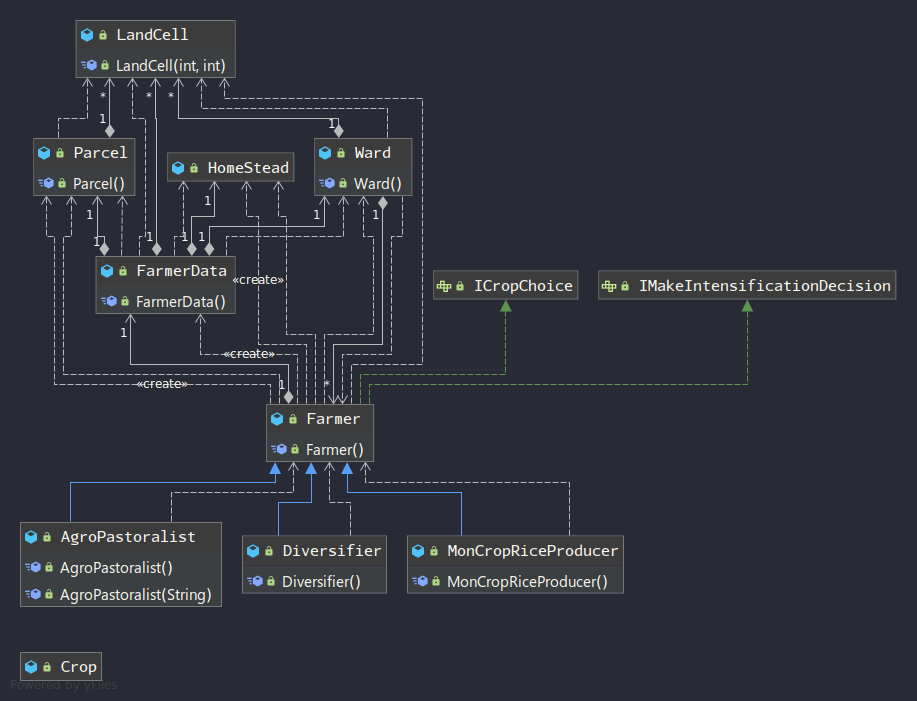 LandCell
LandCell(int, int)
*
*
*
1
1
Parcel
Parcel()
HomeStead
Ward
Ward()
1
1
1
1
1
1
1
1
FarmerData
FarmerData()
«create»
ICropChoice
IMakeIntensificationDecision
1
«create»
«create»
1
*
Farmer
Farmer()
AgroPastoralist
AgroPastoralist()
AgroPastoralist(String)
Diversifier
Diversifier()
MonCropRiceProducer
MonCropRiceProducer()
Crop
Powered by yFiles